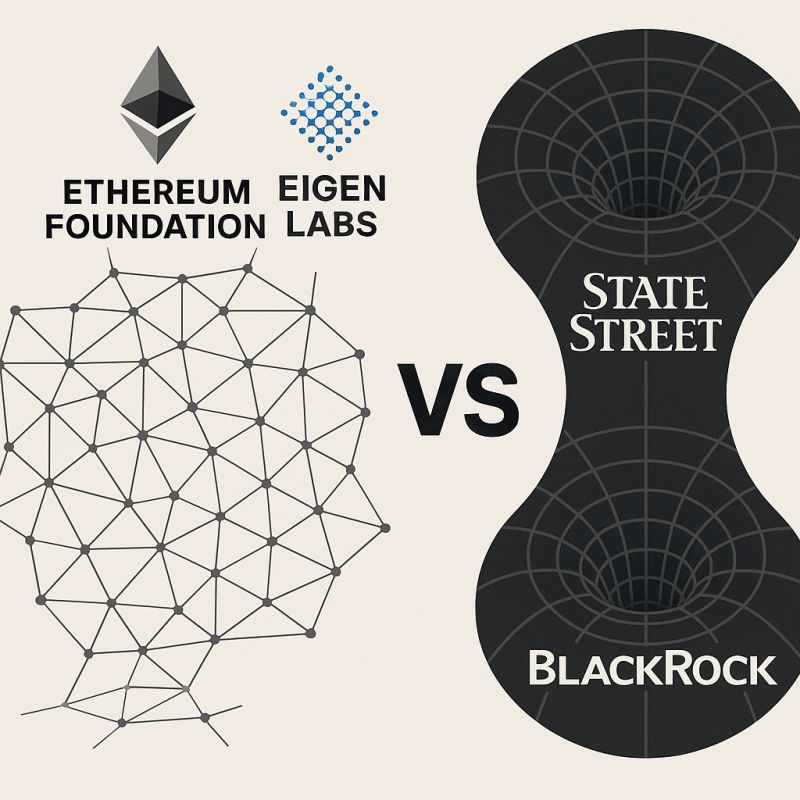 ETHEREUM
FOUNDATION
EIGEN
LABS
VS
STATE
STREET
BLACKROCK